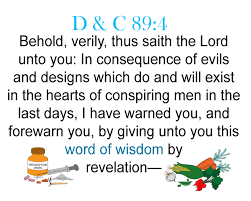 D & C 89:4
Behold, verily, thus saith the Lord
unto you: In consequence of evils
and designs which do and will exist
in the hearts of conspiring men in the
last days, I have warned you, and
forewarn you, by giving unto you this
word of wisdom by
revelation—